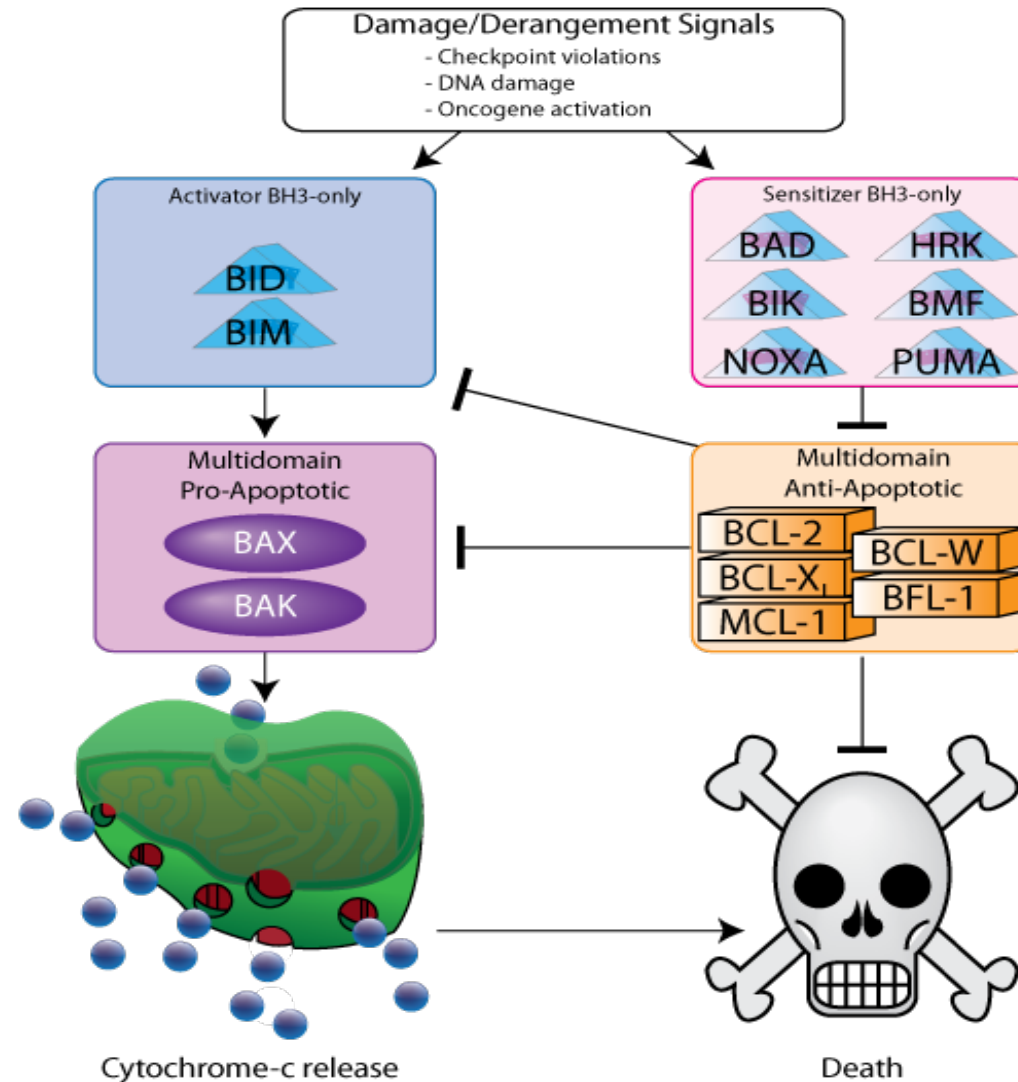 Damage/Derangement Signals
- Checkpoint violations
- DNA damage
- Oncogene activation
Activator BH3-only
BID
BIM
Sensitizer BH3-only
BAD
HRK
BIK
BMF
NOXA
PUMA
Multidomain
Pro-Apoptotic
BAX
BAK
Multidomain
Anti-Apoptotic
BCL-2
BCL-W
BCL-XL
BFL-1
MCL-1
Cytochrome-c release
Death